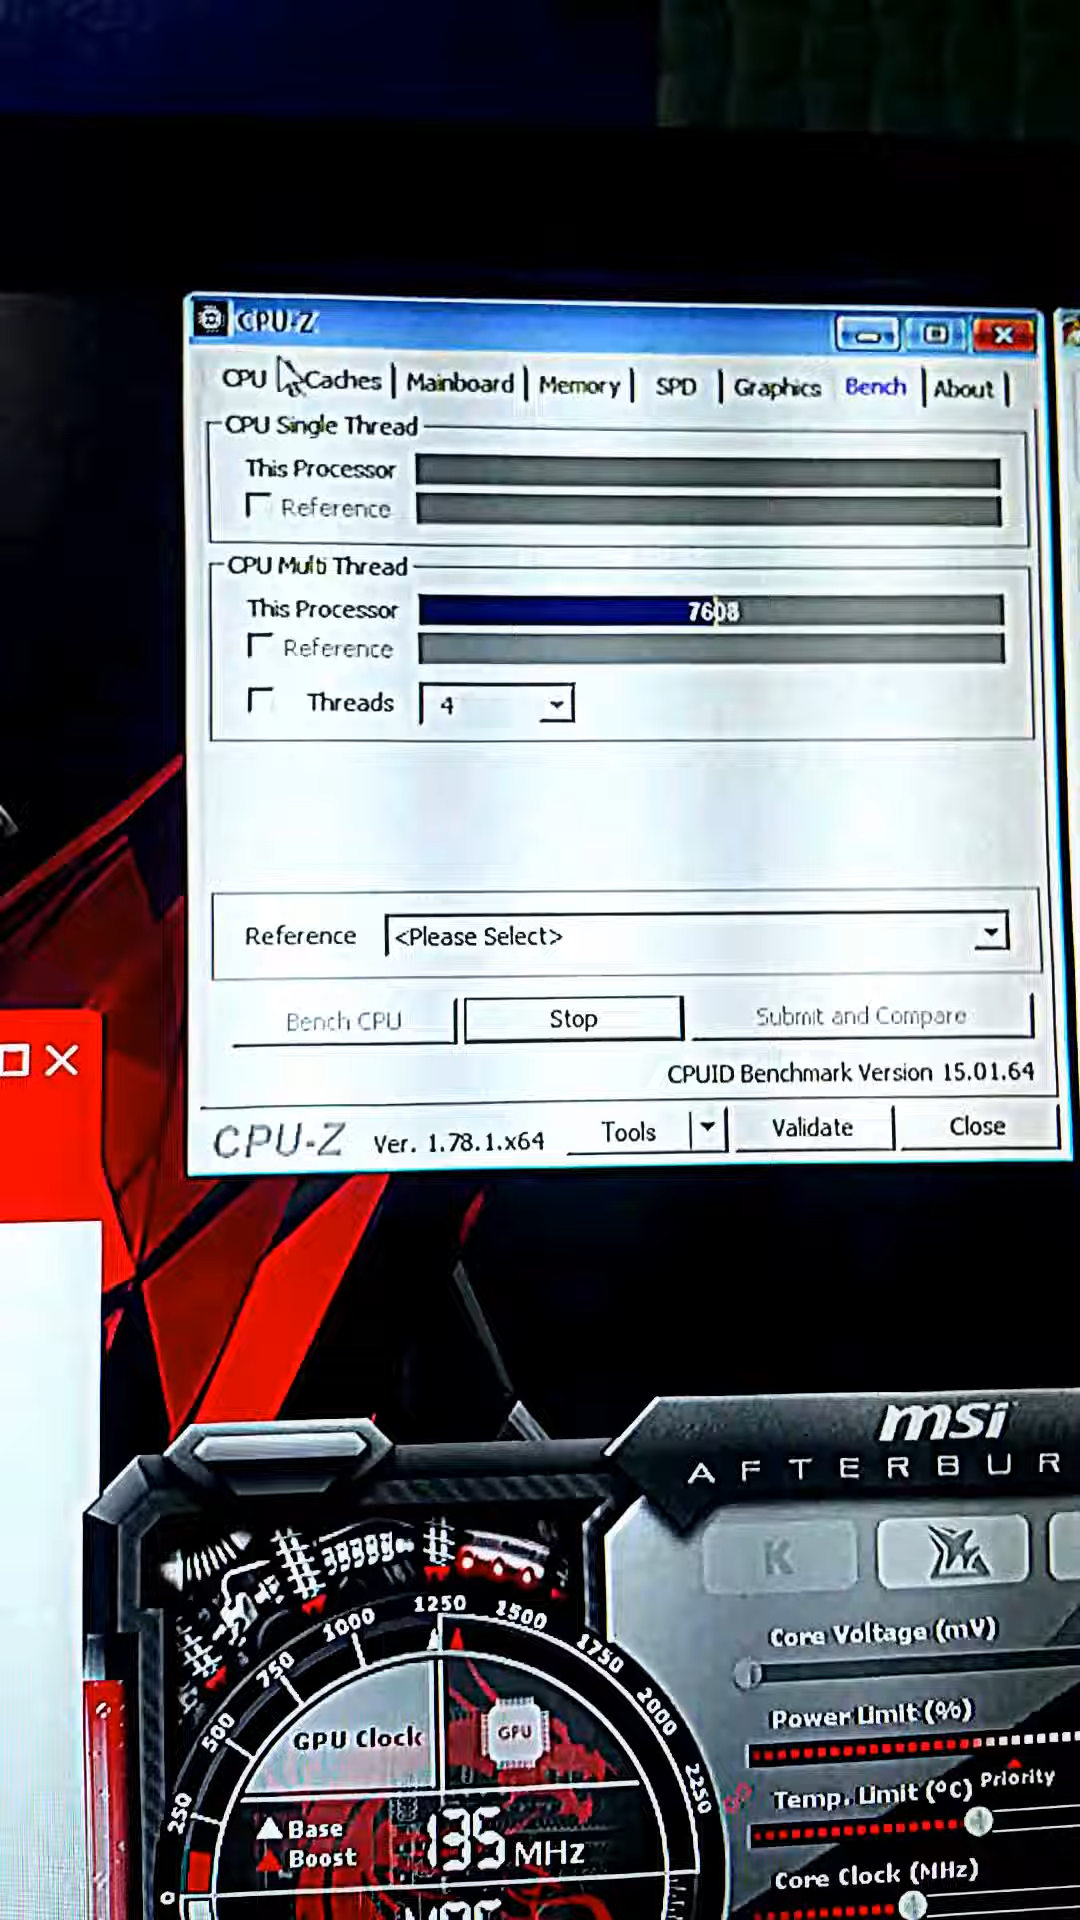 CPU-Z
CPU Caches Mainboard Memory SPD Graphics Bench About
CPU Single Thread
This Processor
Reference
CPU Multi Thread
This Processor 7608
Reference
Threads 4
Reference <Please Select>
Bench CPU Stop Submit and Compare
CPUID Benchmark Version 15.01.64
CPU-Z Ver. 1.78.1.x64 Tools Validate Close
msi
AFTERBUR
K
Core Voltage (mV)
Power Limit (%)
Temp. Limit (°C) Priority
Core Clock (MHz)
0 250 500 750 1000 1250 1500 1750 2000 2250
GPU Clock GPU
Base
Boost
135 MHz